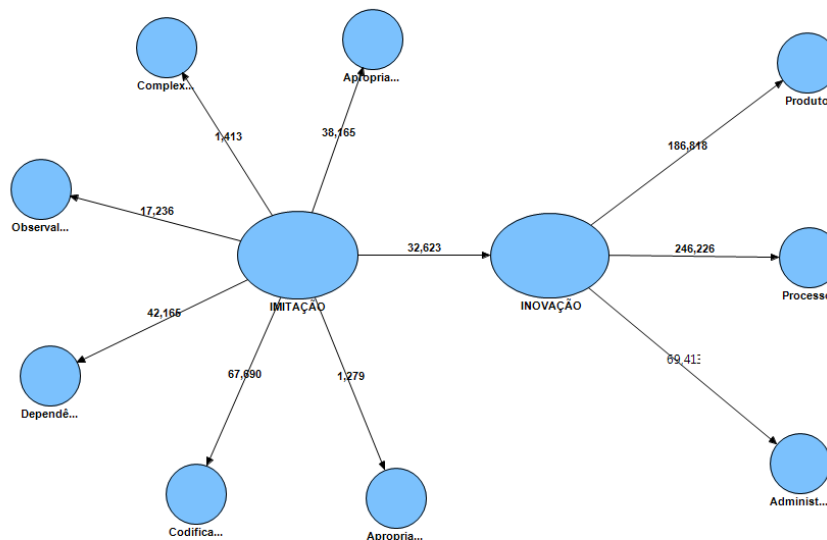 Complex...
Apropria...
Produto
1,413
38,165
186,818
Observal...
17,236
32,623
246,226
IMITAÇÃO
INOVAÇÃO
Processo
42,165
67,690
1,279
69,413
Dependê...
Codifica...
Apropria...
Administ...